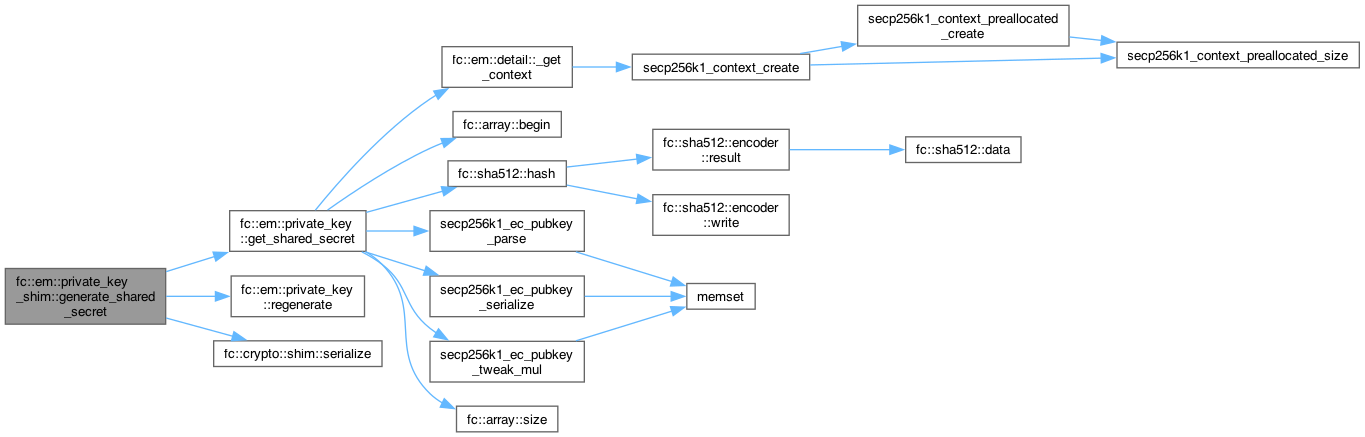 fc::em::private_key
_shim::generate_shared
_secret
fc::em::private_key
::get_shared_secret
fc::em::private_key
::regenerate
fc::crypto::shim::serialize
fc::em::detail::_get
_context
fc::array::begin
fc::sha512::hash
secp256k1_ec_pubkey
_parse
secp256k1_ec_pubkey
_serialize
secp256k1_ec_pubkey
_tweak_mul
fc::array::size
secp256k1_context_create
fc::sha512::encoder
::result
fc::sha512::encoder
::write
memset
secp256k1_context_preallocated
_create
fc::sha512::data
secp256k1_context_preallocated_size